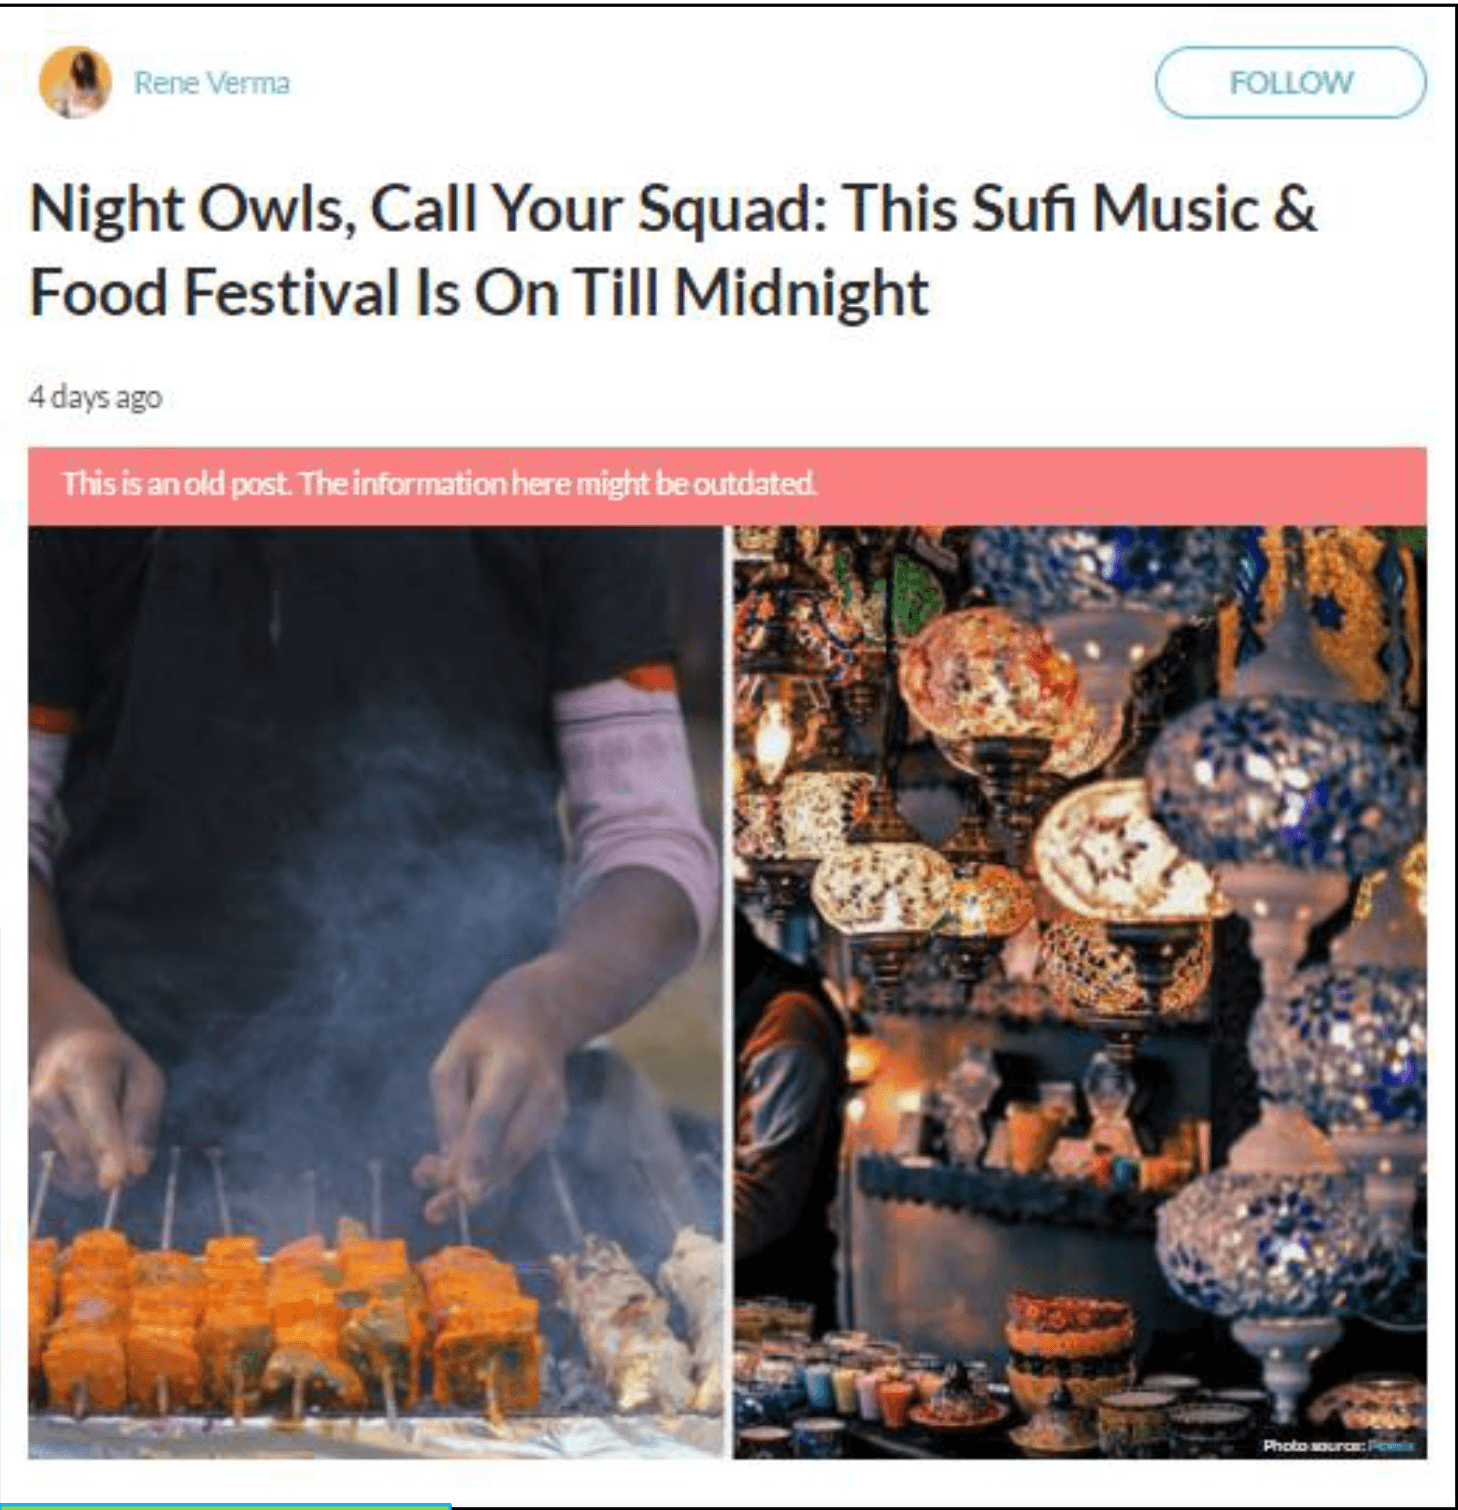 Rene Verma
FOLLOW
Night Owls, Call Your Squad: This Sufi Music &
Food Festival Is On Till Midnight
4 days ago
This is an old post. The information here might be outdated.
Photo source: